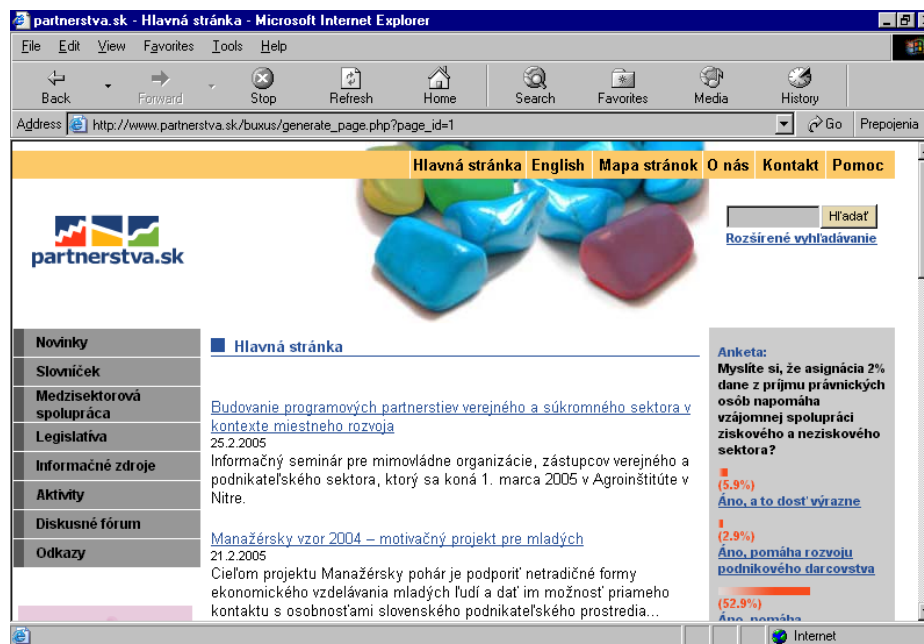 partnerstva.sk - Hlavná stránka - Microsoft Internet Explorer
File Edit View Favorites Tools Help
Back Forward Stop Refresh Home Search Favorites Media History
Address http://www.partnerstva.sk/buxus/generate_page.php?page_id=1 Go Prepojenia
Hlavná stránka English Mapa stránok O nás Kontakt Pomoc
Hľadať
Rozšírené vyhľadávanie
partnerstva.sk
Novinky
Slovníček
Medzisektorová
spolupráca
Legislatíva
Informačné zdroje
Aktivity
Diskusné fórum
Odkazy
Hlavná stránka
Budovanie programových partnerstiev verejného a súkromného sektora v
kontexte miestneho rozvoja
25.2.2005
Informačný seminár pre mimovládne organizácie, zástupcov verejného a
podnikateľského sektora, ktorý sa koná 1. marca 2005 v Agroinštitúte v
Nitre.
Manažérsky vzor 2004 – motivačný projekt pre mladých
21.2.2005
Cieľom projektu Manažérsky pohár je podporiť netradičné formy
ekonomického vzdelávania mladých ľudí a dať im možnosť priameho
kontaktu s osobnosťami slovenského podnikateľského prostredia...
Anketa:
Myslíte si, že asignácia 2%
dane z príjmu právnických
osôb napomáha
vzájomnej spolupráci
ziskového a neziskového
sektora?
(5.9%)
Áno, a to dosť výrazne
(2.9%)
Áno, pomáha rozvoju
podnikového darcovstva
(52.9%)
Áno, pomáha
Internet